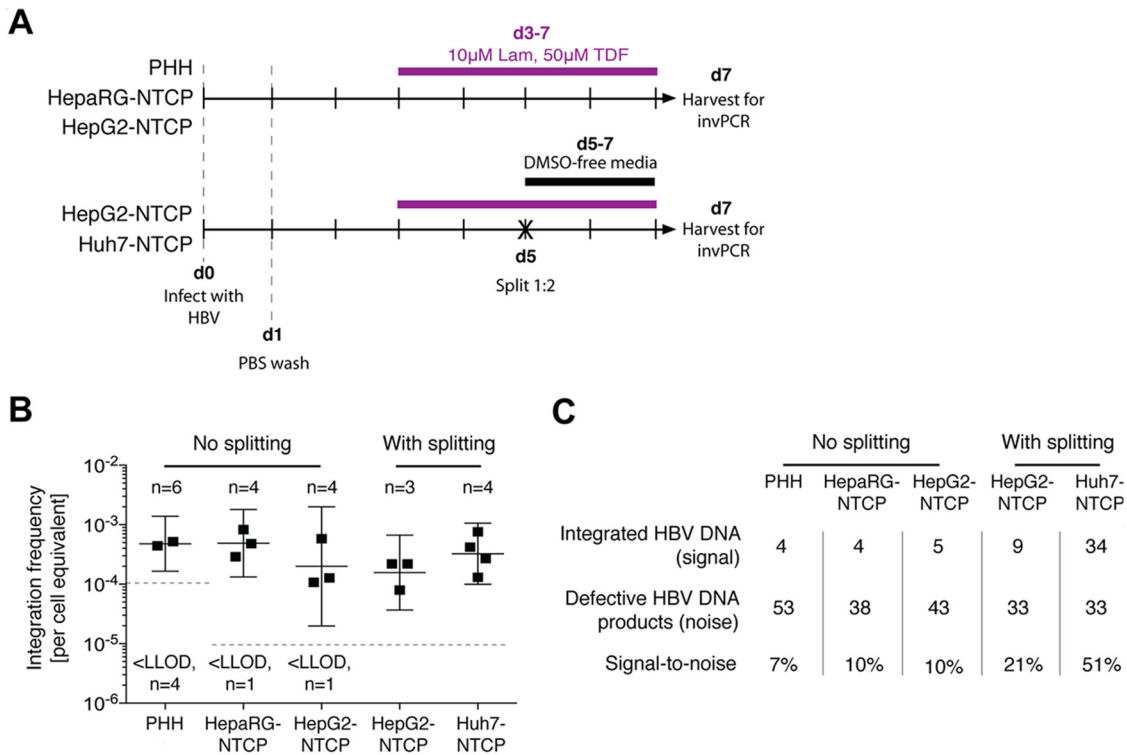 A
d3-7
10μM Lam, 50μM TDF
PHH
HepaRG-NTCP
HepG2-NTCP
d7
Harvest for
invPCR
d5-7
DMSO-free media
HepG2-NTCP
Huh7-NTCP
d7
Harvest for
invPCR
d0
Infect with
HBV
d5
Split 1:2
d1
PBS wash
B
No splitting
With splitting
Integration frequency
[per cell equivalent]
10-2
10-3
10-4
10-5
10-6
n=6
n=4
n=4
n=3
n=4
<LLOD,
n=4
<LLOD,
n=1
<LLOD,
n=1
PHH
HepaRG-
NTCP
HepG2-
NTCP
HepG2-
NTCP
Huh7-
NTCP
C
No splitting
With splitting
PHH
HepaRG-
NTCP
HepG2-
NTCP
HepG2-
NTCP
Huh7-
NTCP
Integrated HBV DNA
(signal)
4 4 5 9 34
Defective HBV DNA
products (noise)
53 38 43 33 33
Signal-to-noise 7% 10% 10% 21% 51%